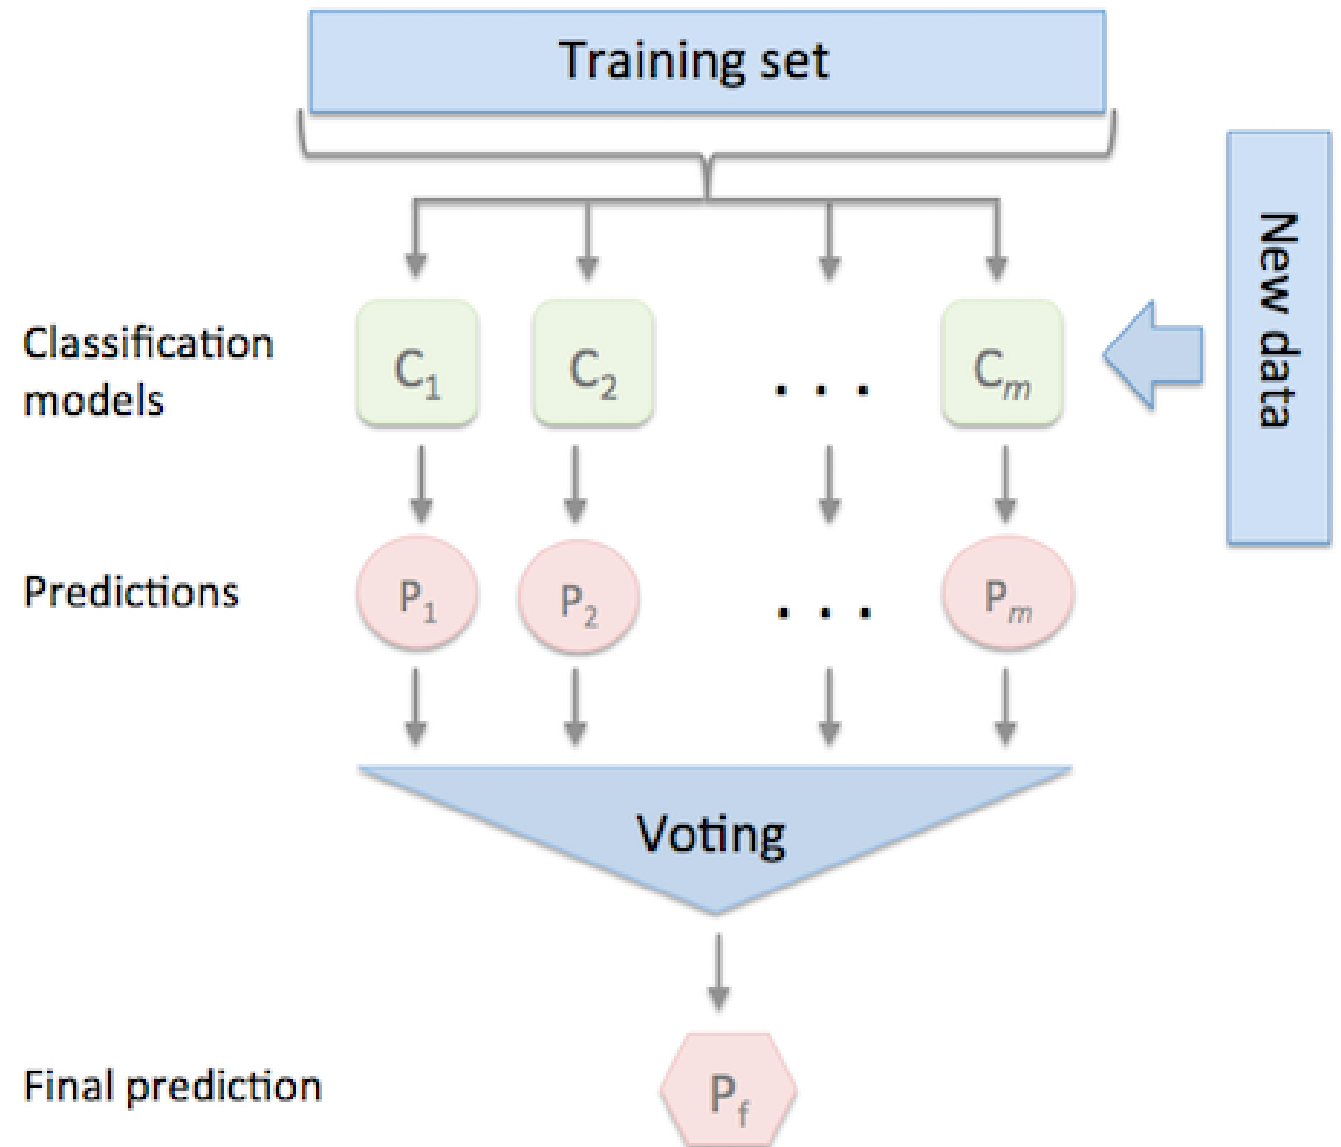 Training set
New data
Classification
models
C1
C2
. . .
Cm
Predictions
P1
P2
. . .
Pm
Voting
Final prediction
Pf